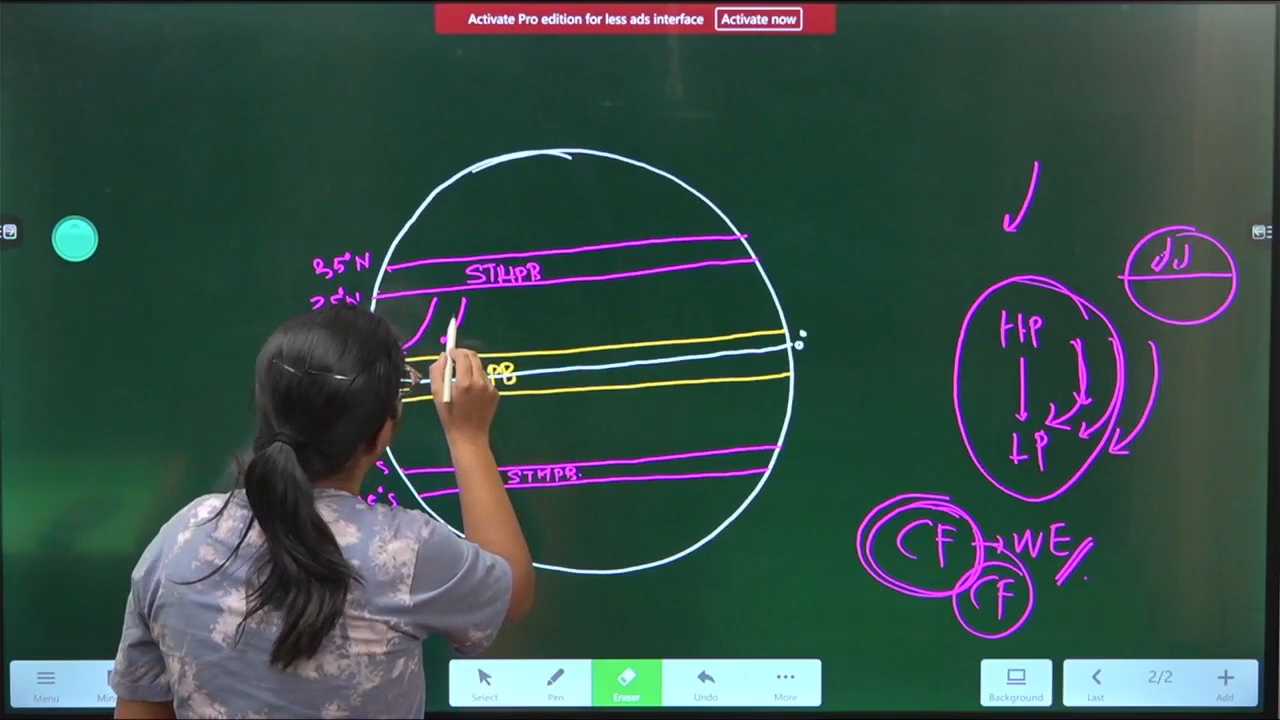 Activate Pro edition for less ads interface Activate now
35°N
STHPB
PB
STHPB.
HP
LP
CF → WE
CF
Menu
Select
Pen
Eraser
Undo
More
Background
Last
2/2
Add